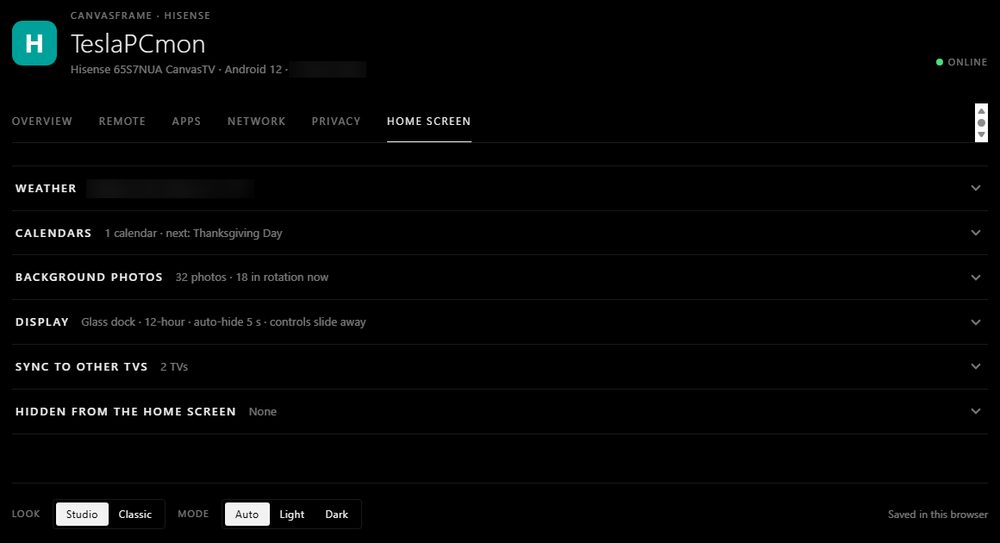 CANVASFRAME · HISENSE
H
TeslaPCmon
Hisense 65S7NUA CanvasTV · Android 12 ·
ONLINE
OVERVIEW REMOTE APPS NETWORK PRIVACY HOME SCREEN
WEATHER
CALENDARS 1 calendar · next: Thanksgiving Day
BACKGROUND PHOTOS 32 photos · 18 in rotation now
DISPLAY Glass dock · 12-hour · auto-hide 5 s · controls slide away
SYNC TO OTHER TVS 2 TVs
HIDDEN FROM THE HOME SCREEN None
LOOK Studio Classic MODE Auto Light Dark Saved in this browser